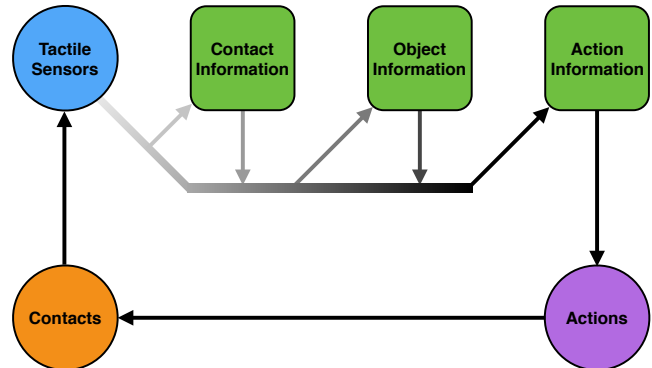 Tactile
Sensors
Contact
Information
Object
Information
Action
Information
Contacts
Actions